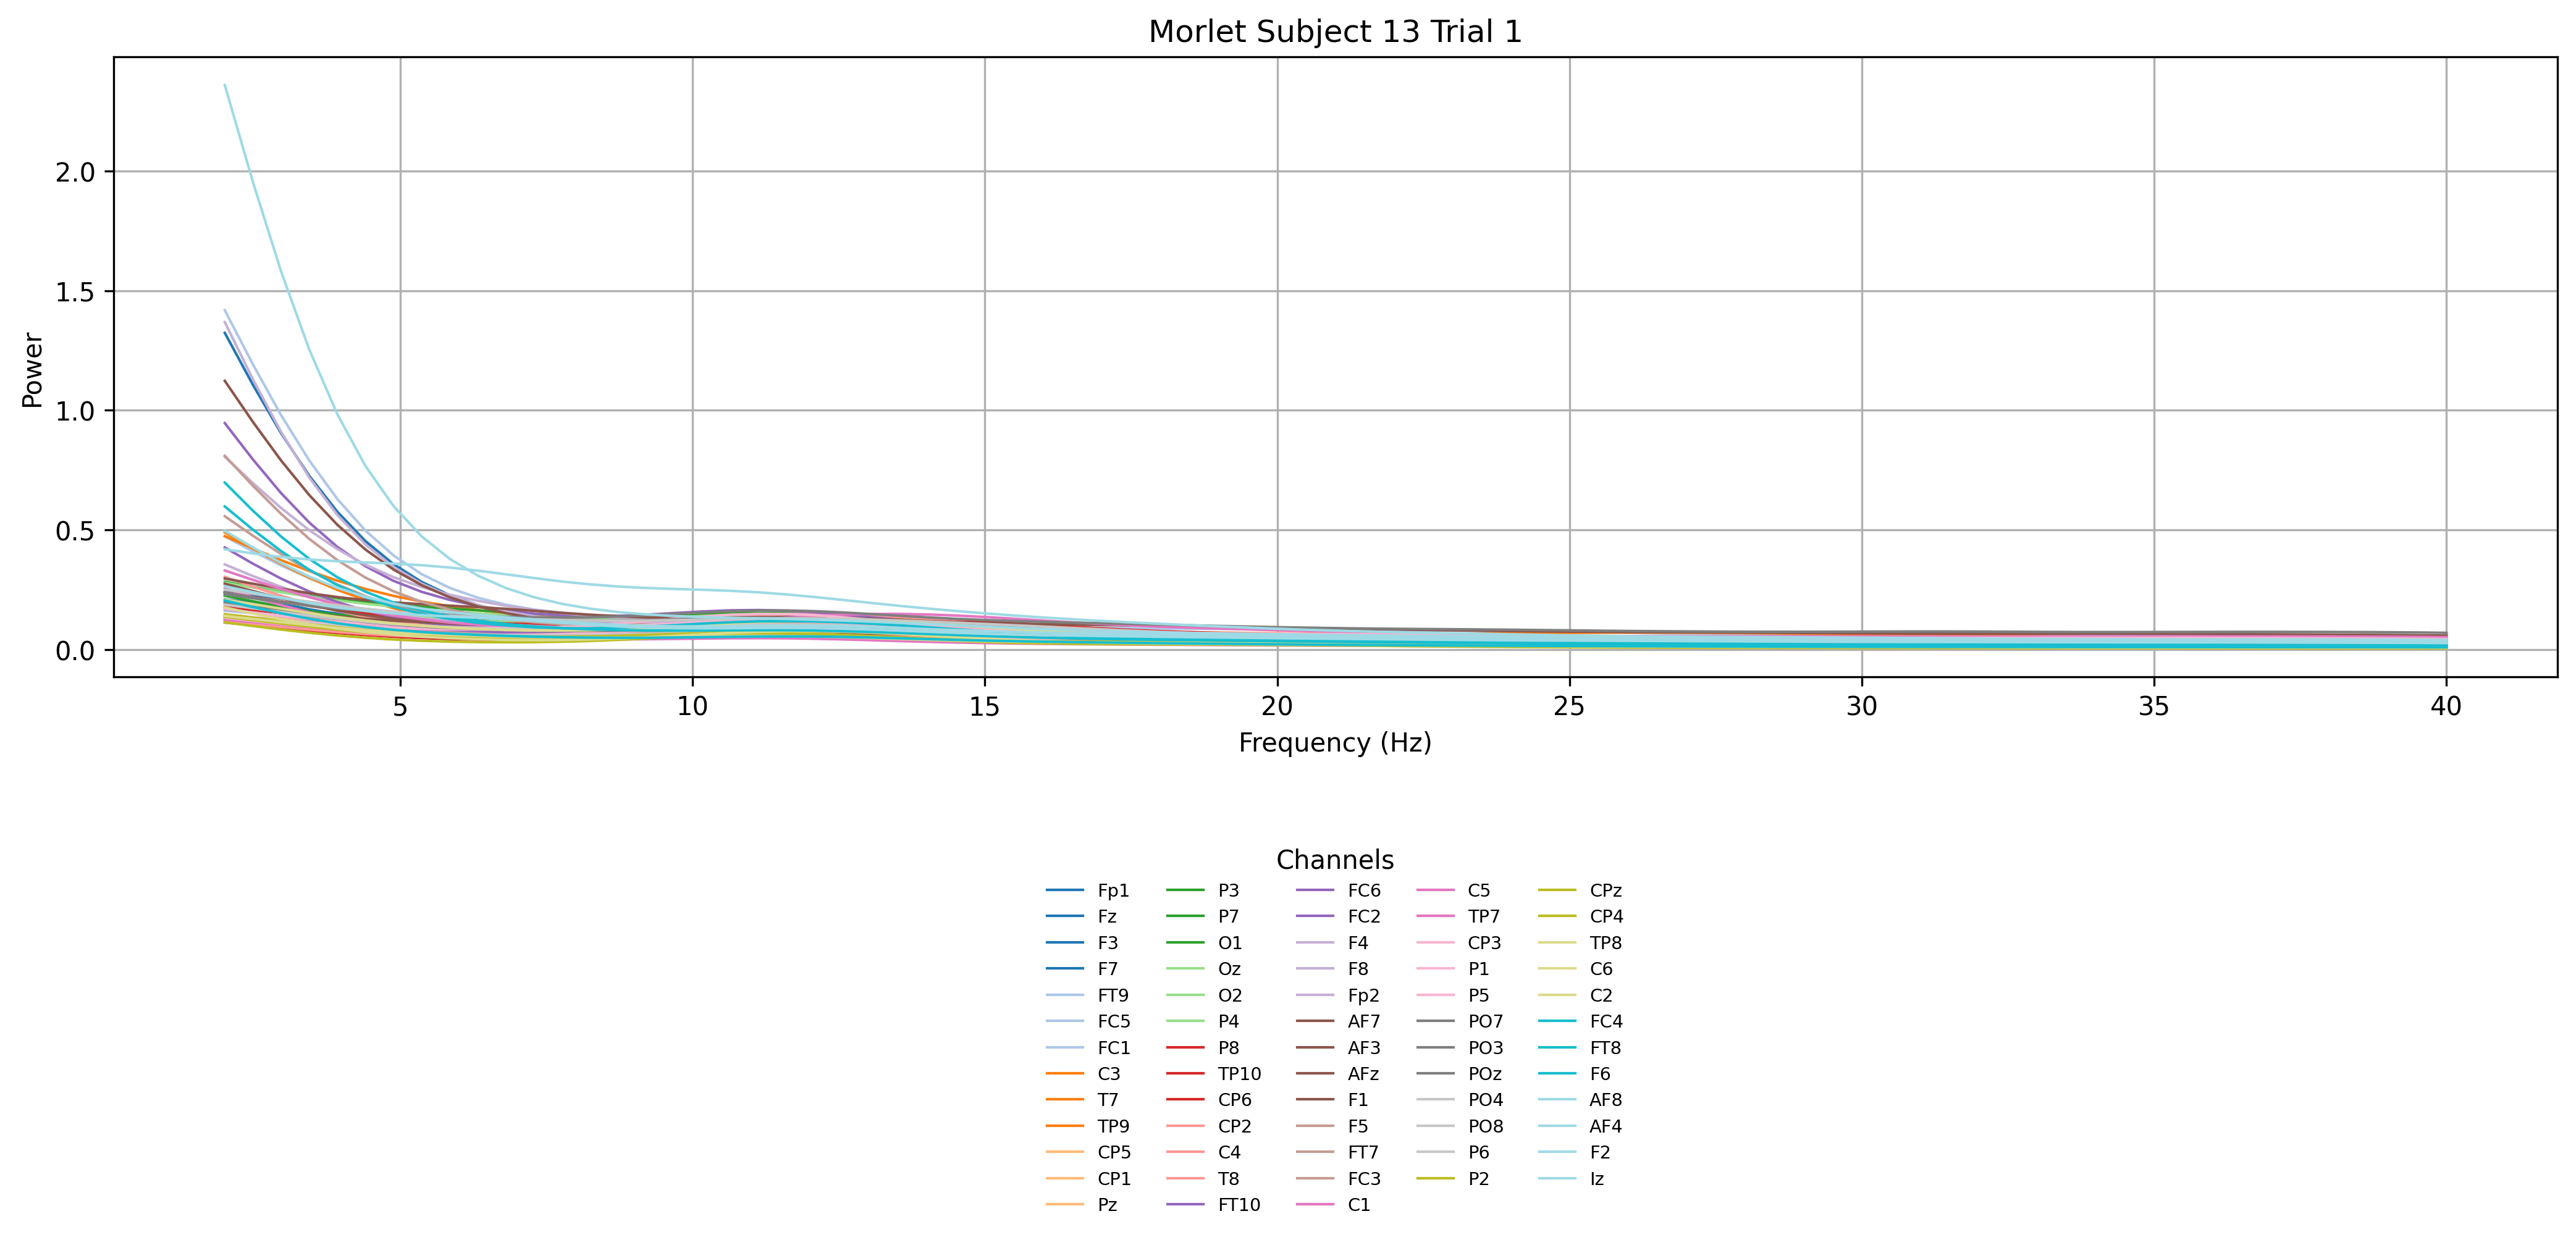 Morlet Subject 13 Trial 1
Power
2.0
1.5
1.0
0.5
0.0
5 10 15 20 25 30 35 40
Frequency (Hz)
Channels
Fp1 P3 FC6 C5 CPz
Fz P7 FC2 TP7 CP4
F3 O1 F4 CP3 TP8
F7 Oz F8 P1 C6
FT9 O2 Fp2 P5 C2
FC5 P4 AF7 PO7 FC4
FC1 P8 AF3 PO3 FT8
C3 TP10 AFz POz F6
T7 CP6 F1 PO4 AF8
TP9 CP2 F5 PO8 AF4
CP5 C4 FT7 P6 F2
CP1 T8 FC3 P2 Iz
Pz FT10 C1